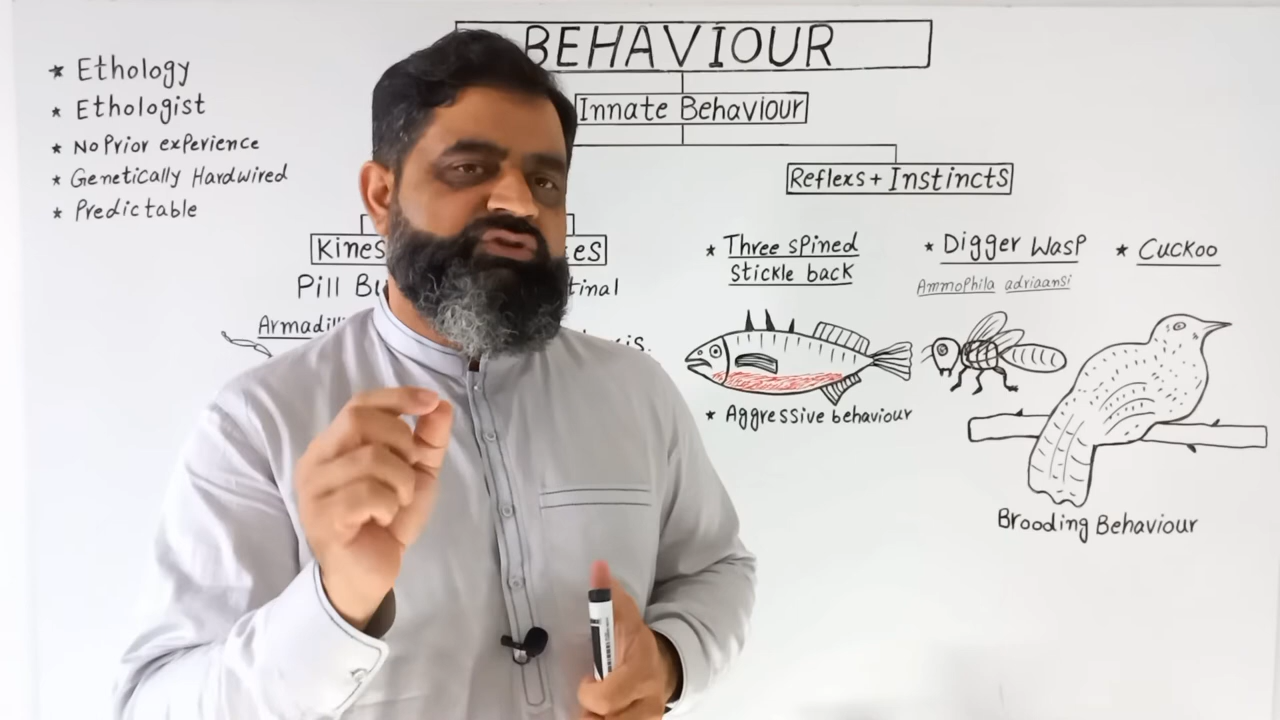 BEHAVIOUR
Innate Behaviour
* Ethology
* Ethologist
* No Prior experience
* Genetically Hardwired
* Predictable
Reflexs + Instincts
* Three spined
Stickle back
* Digger Wasp
Ammophila adriaansi
* Cuckoo
* Aggressive behaviour
Brooding Behaviour
Pill